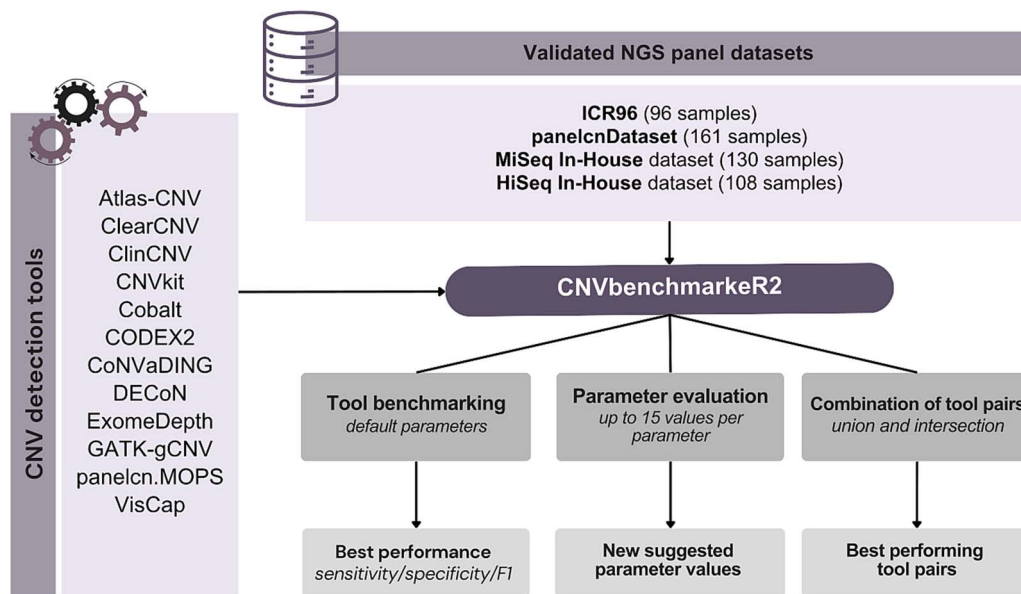 Validated NGS panel datasets
ICR96 (96 samples)
panelcnDataset (161 samples)
MiSeq In-House dataset (130 samples)
HiSeq In-House dataset (108 samples)
CNV detection tools
Atlas-CNV
ClearCNV
ClinCNV
CNVkit
Cobalt
CODEX2
CoNVaDING
DECoN
ExomeDepth
GATK-gCNV
panelcn.MOPS
VisCap
CNVbenchmarkeR2
Tool benchmarking
default parameters
Parameter evaluation
up to 15 values per
parameter
Combination of tool pairs
union and intersection
Best performance
sensitivity/specificity/F1
New suggested
parameter values
Best performing
tool pairs